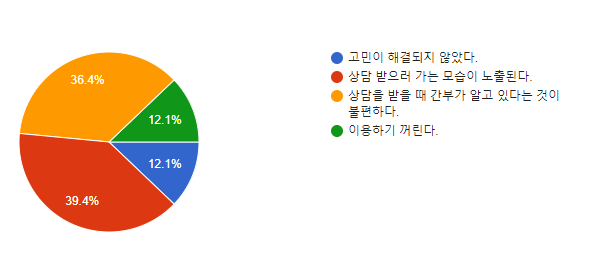 36.4%
12.1%
12.1%
39.4%
고민이 해결되지 않았다.
상담 받으러 가는 모습이 노출된다.
상담을 받을 때 간부가 알고 있다는 것이
불편하다.
이용하기 꺼린다.